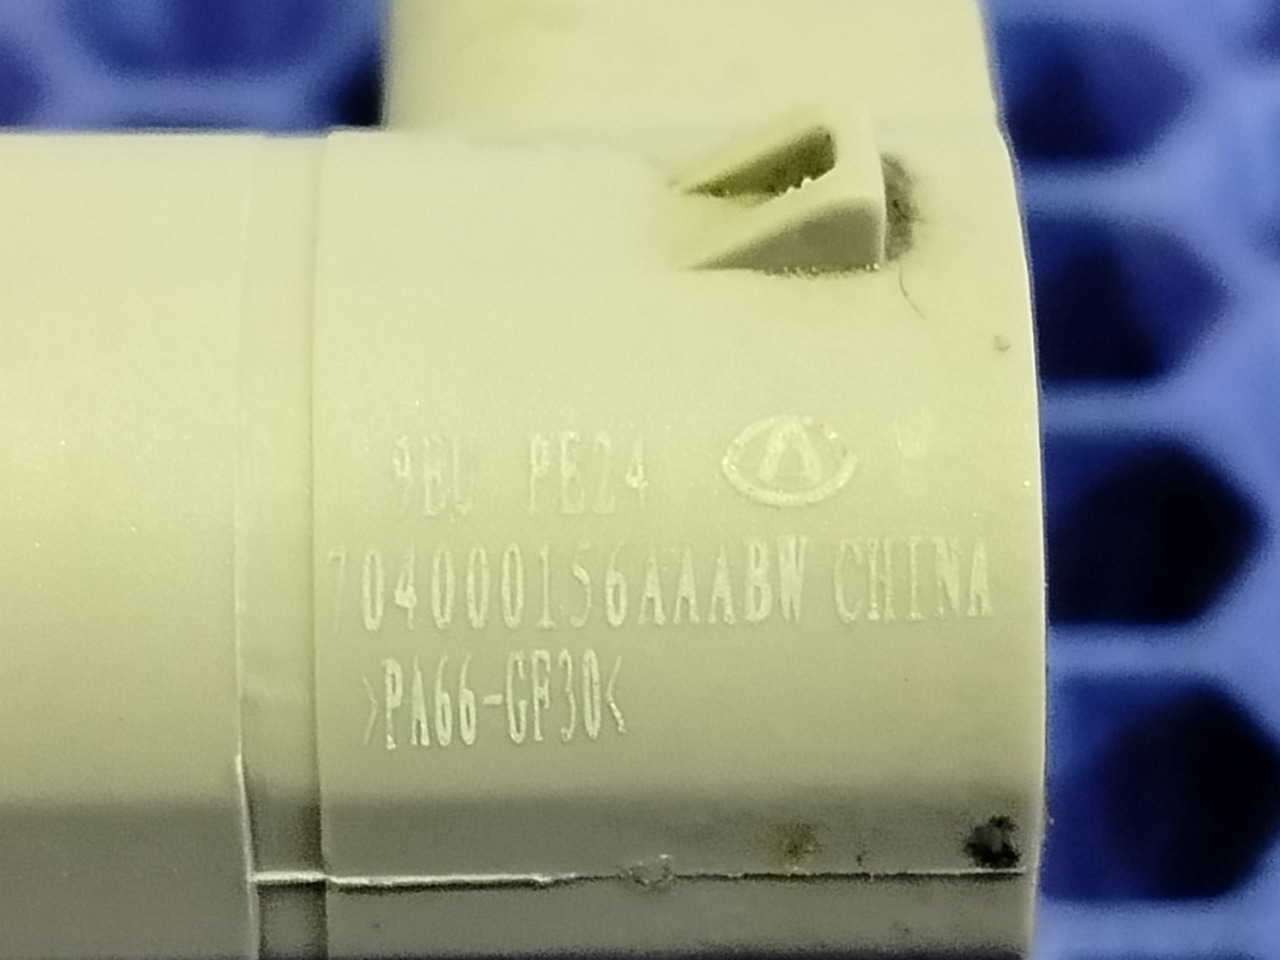 9EU PE24
704000156AAABW CHINA
>PA66-GF30<